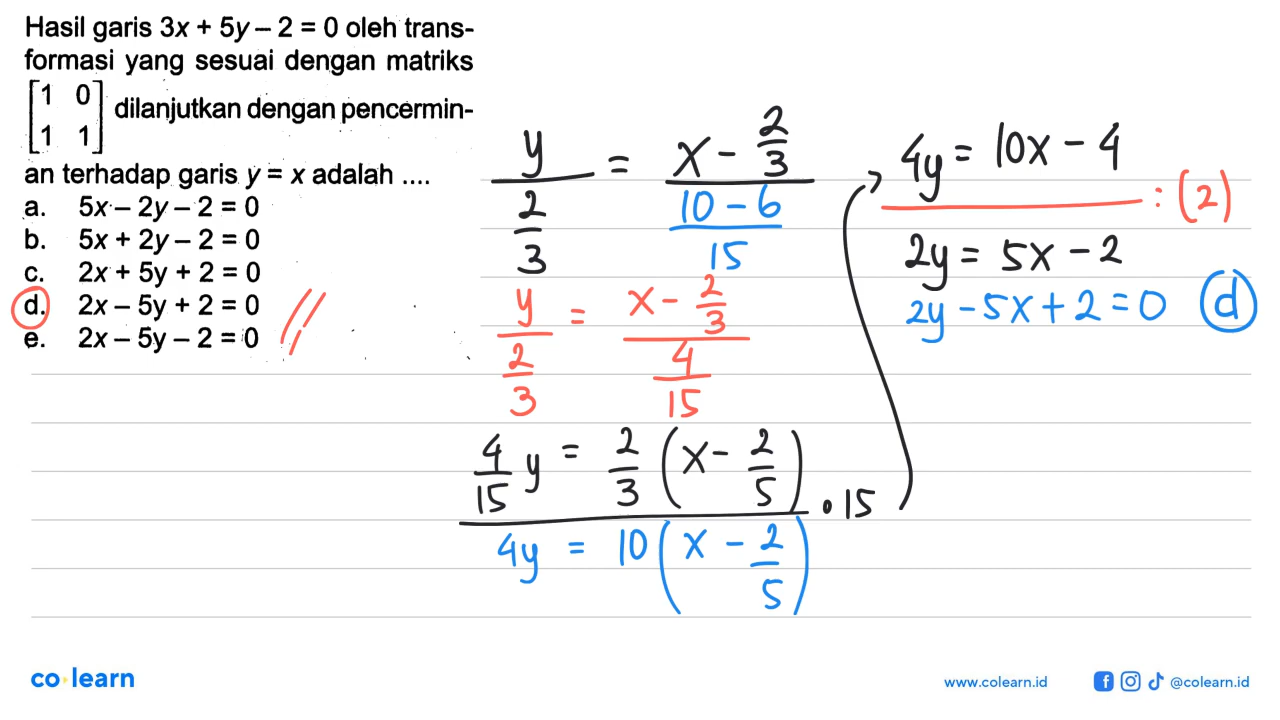 Hasil garis 3x + 5y – 2 = 0 oleh trans-
formasi yang sesuai dengan matriks
[1 0
1 1] dilanjutkan dengan pencermin-
an terhadap garis y = x adalah ....
a. 5x – 2y – 2 = 0
b. 5x + 2y – 2 = 0
c. 2x + 5y + 2 = 0
d. 2x – 5y + 2 = 0
e. 2x – 5y – 2 = 0
y/(2/3) = (x – 2/3)/((10 – 6)/15)
y/(2/3) = (x – 2/3)/(4/15)
4/15 y = 2/3 (x – 2/5) . 15
4y = 10 (x – 2/5)
4y = 10x – 4 : (2)
2y = 5x – 2
2y – 5x + 2 = 0 (d)
co learn
www.colearn.id
@colearn.id